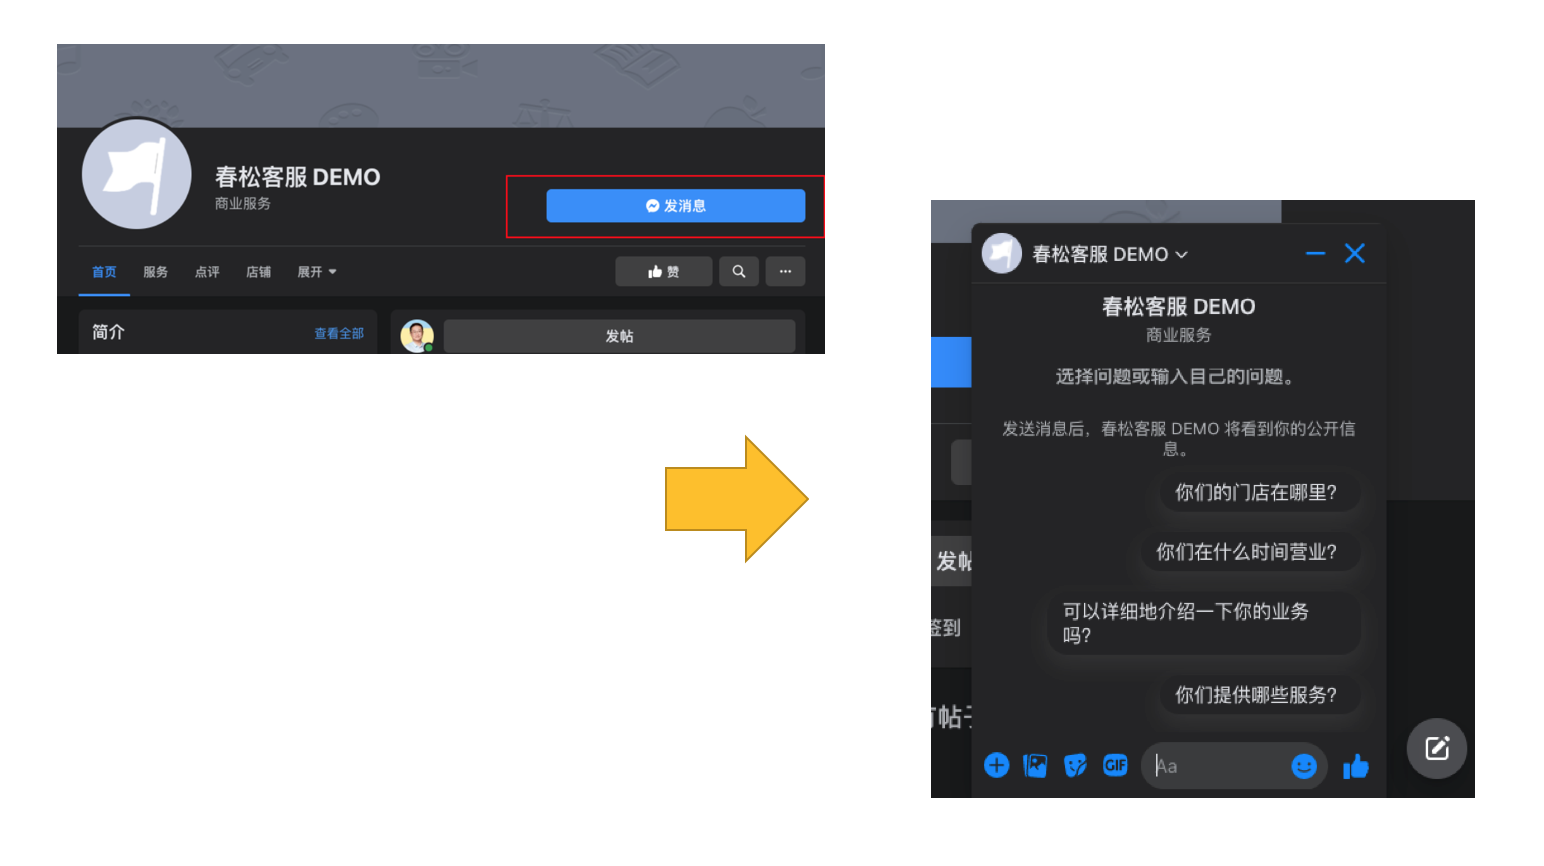 春松客服 DEMO
商业服务
发消息
首页 服务 点评 店铺 展开
赞
简介
查看全部
发帖
春松客服 DEMO
春松客服 DEMO
商业服务
选择问题或输入自己的问题。
发送消息后，春松客服 DEMO 将看到你的公开信
息。
你们的门店在哪里?
你们在什么时间营业?
可以详细地介绍一下你的业务
吗?
你们提供哪些服务?
发帖
签到
帖子
GIF
Aa